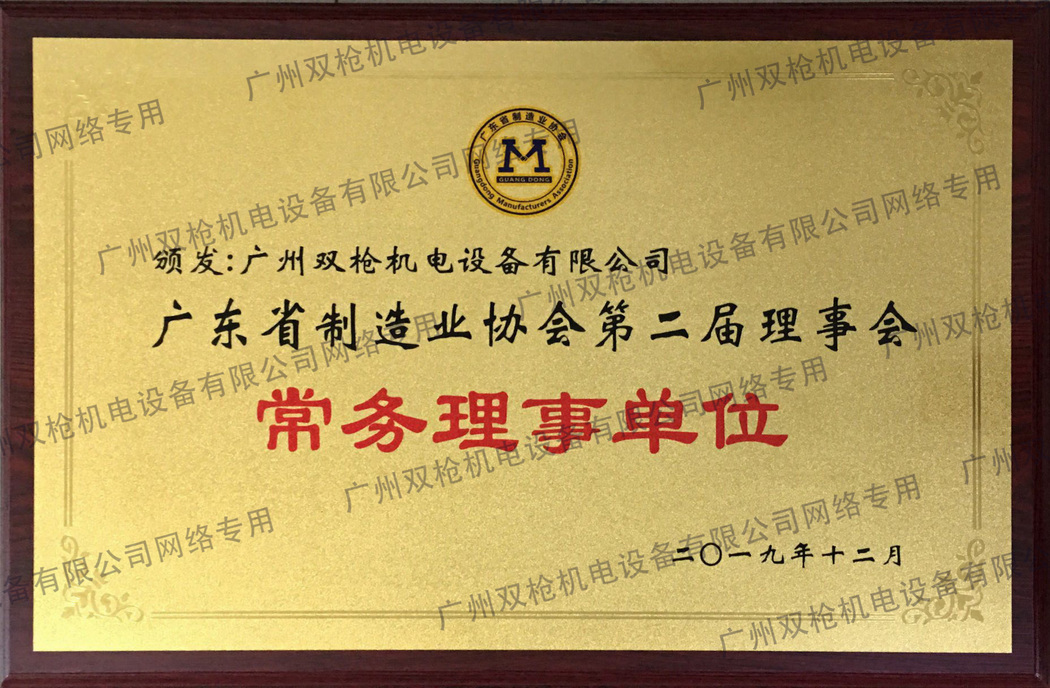 广东省制造业协会
M
GUANG DONG
Guangdong Manufacturers Association
颁发:广州双枪机电设备有限公司
广东省制造业协会第二届理事会
常务理事单位
二〇一九年十二月
广州双枪机电设备有限公司网络专用